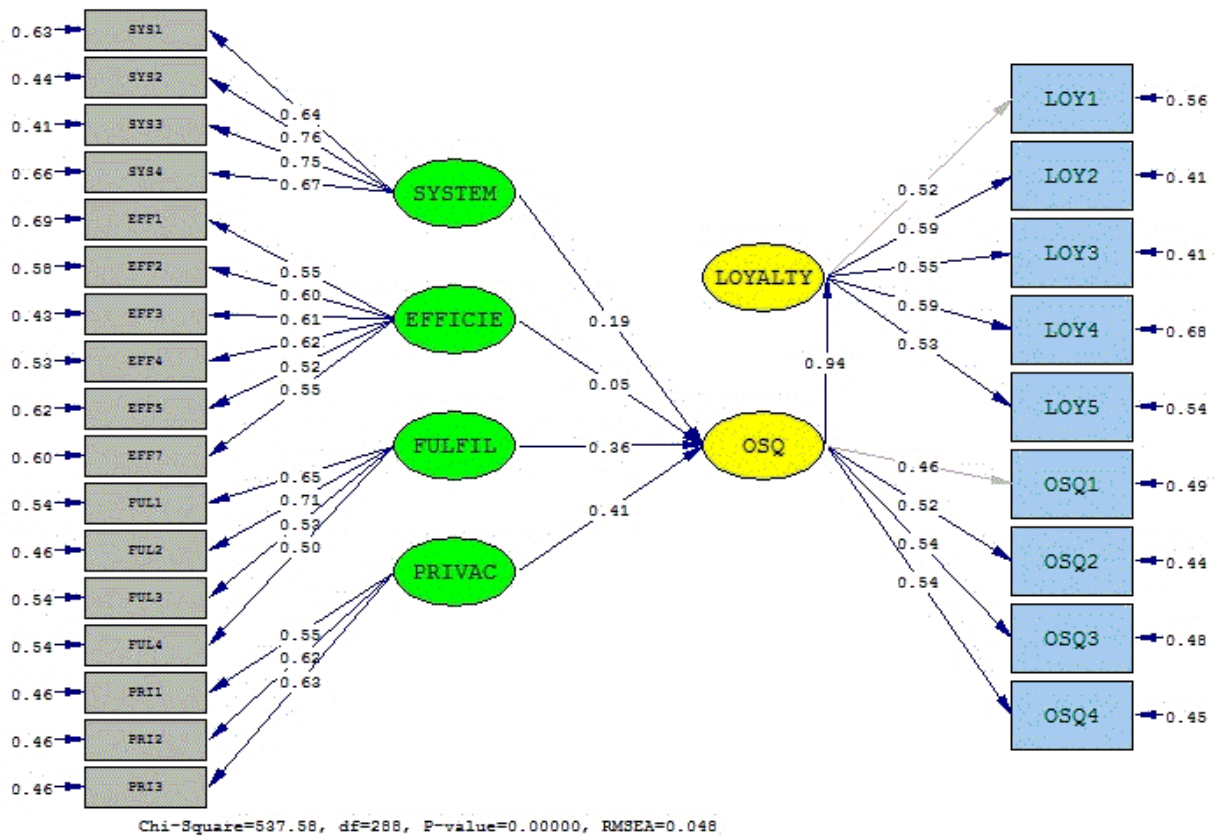 0.63 SYS1
0.44 SYS2
0.41 SYS3
0.66 SYS4
0.69 EFF1
0.58 EFF2
0.43 EFF3
0.53 EFF4
0.62 EFF5
0.60 EFF7
0.54 FUL1
0.46 FUL2
0.54 FUL3
0.54 FUL4
0.46 PRI1
0.46 PRI2
0.46 PRI3
0.64
0.76
0.75
0.67
0.55
0.60
0.61
0.62
0.52
0.55
0.65
0.71
0.53
0.50
0.55
0.62
0.63
SYSTEM
EFFICIE
FULFIL
PRIVAC
0.19
0.05
0.36
0.41
LOYALTY
0.94
OSQ
0.52
0.59
0.55
0.59
0.53
0.46
0.52
0.54
0.54
LOY1 0.56
LOY2 0.41
LOY3 0.41
LOY4 0.68
LOY5 0.54
OSQ1 0.49
OSQ2 0.44
OSQ3 0.48
OSQ4 0.45
Chi-Square=537.58, df=288, P-value=0.00000, RMSEA=0.048